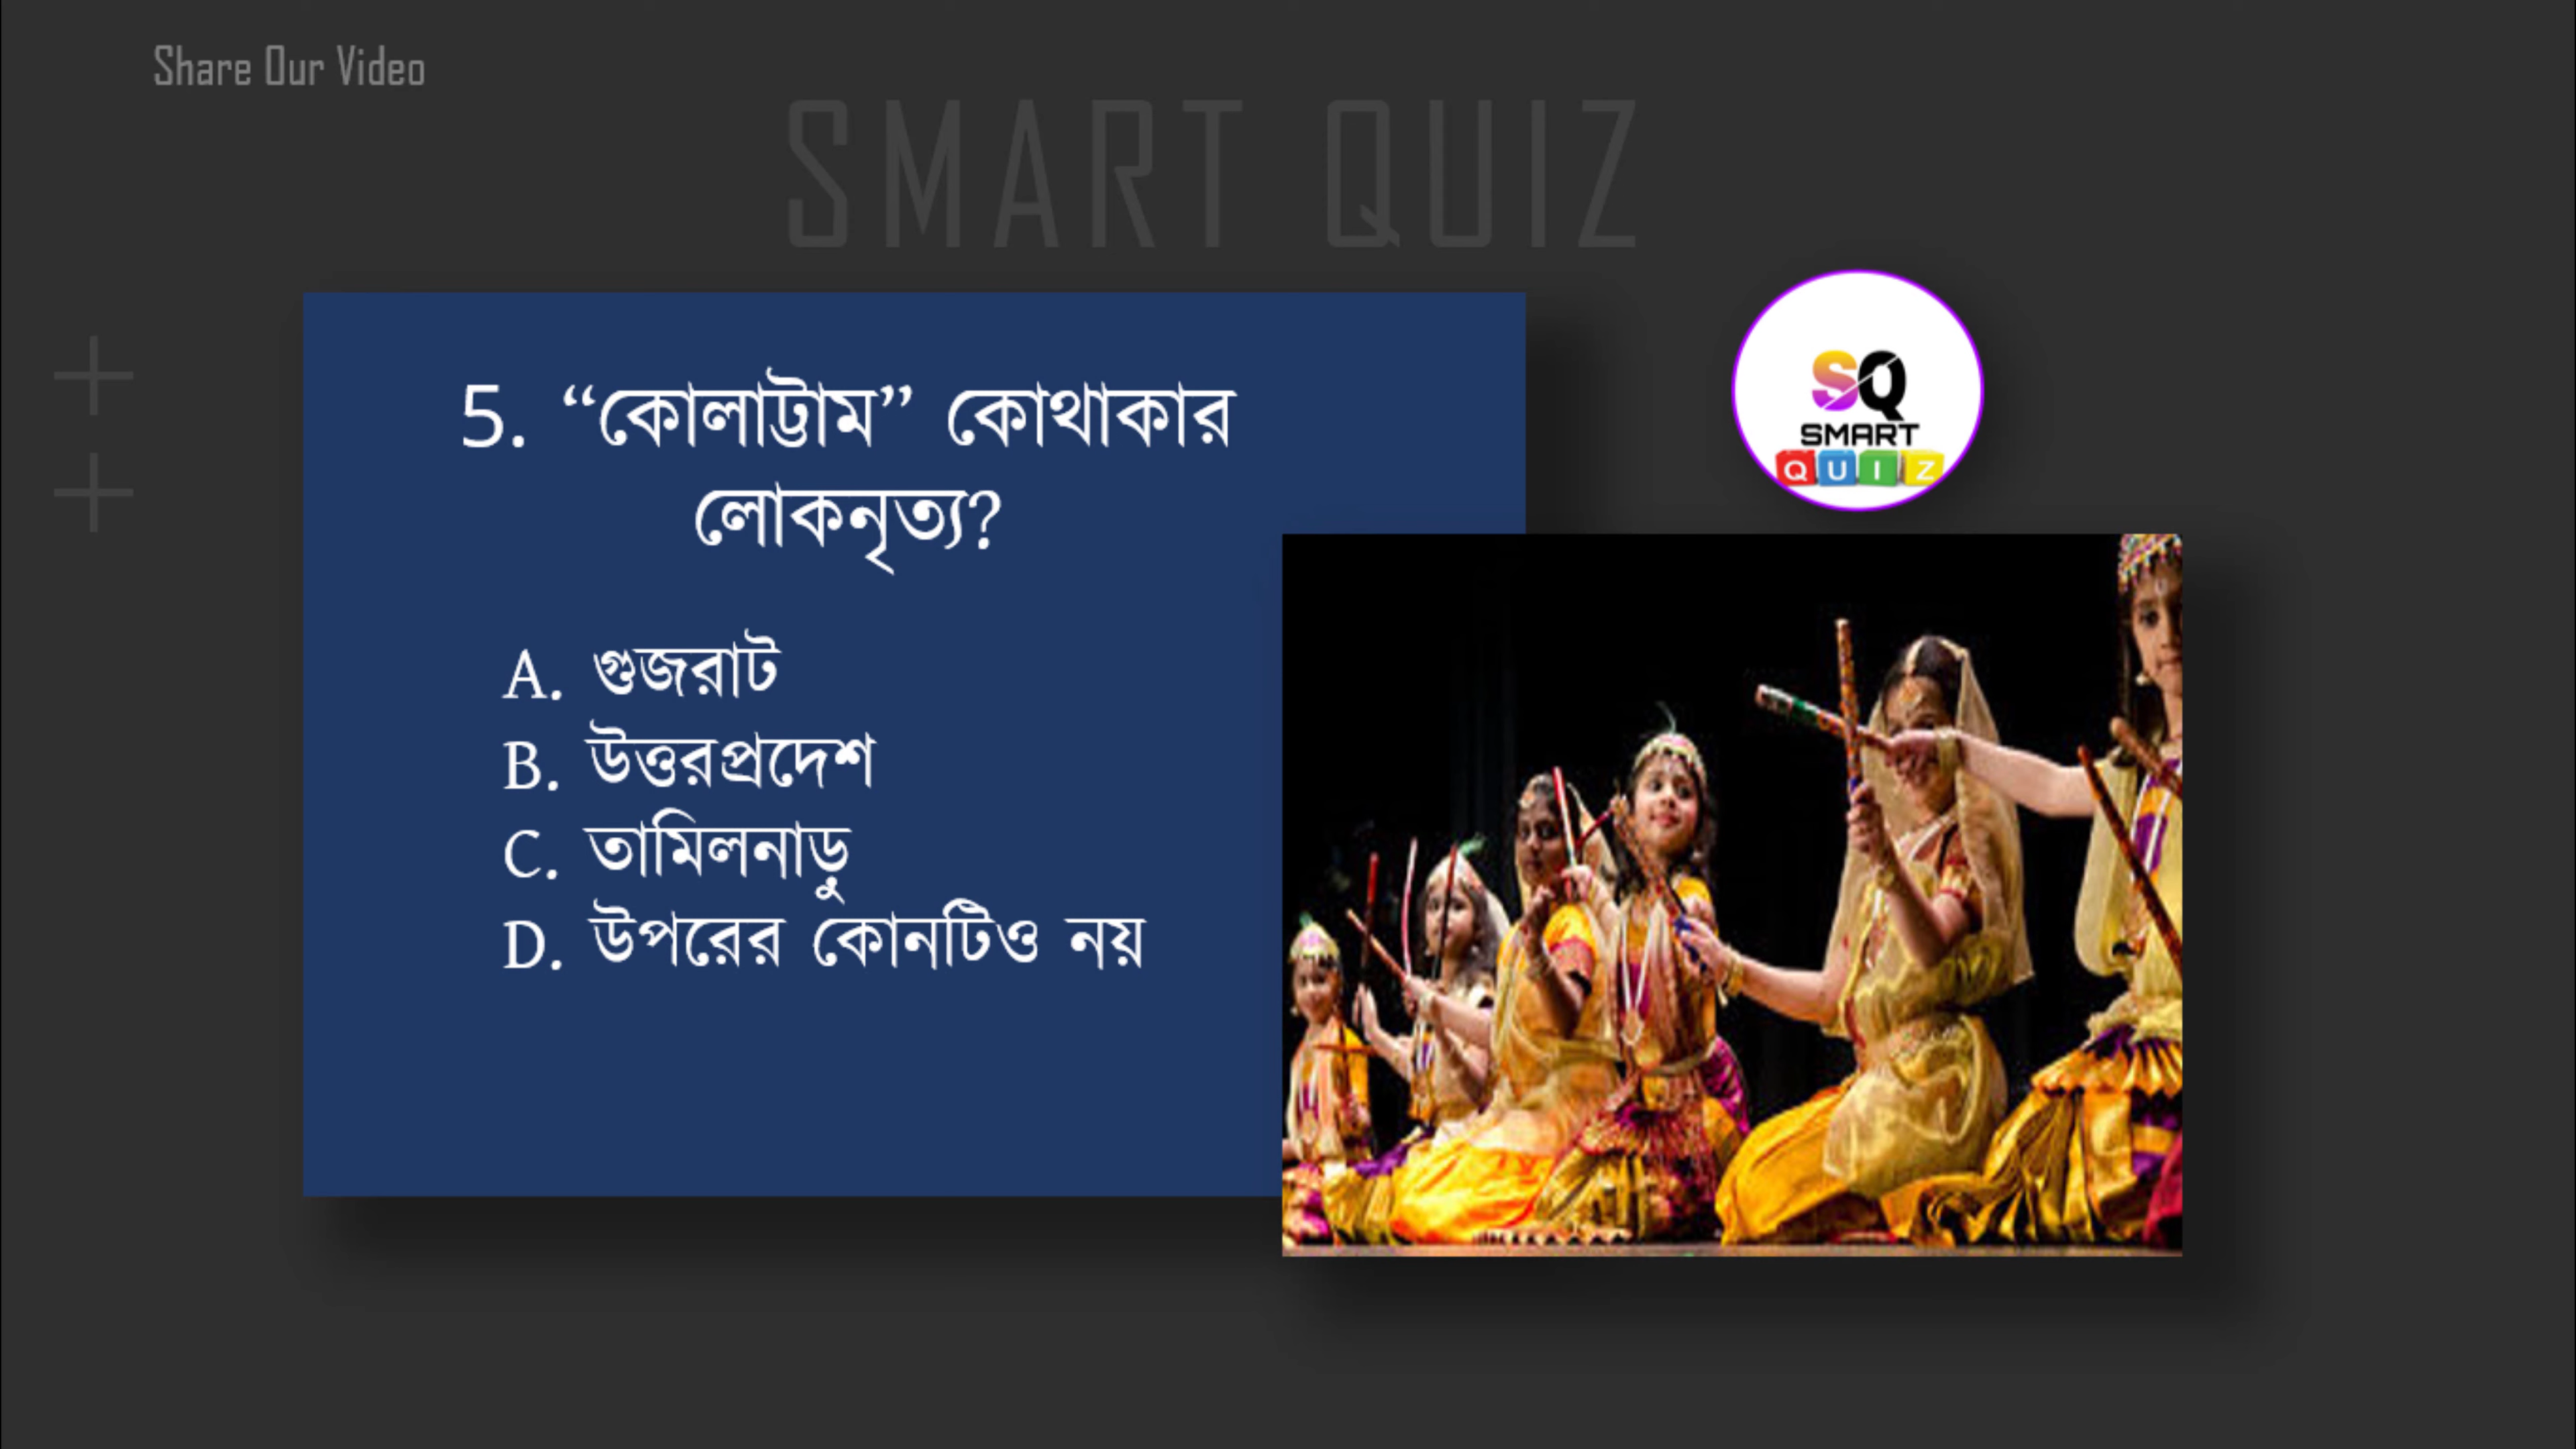 Share Our Video
SMART QUIZ
5. “কোলাট্টাম” কোথাকার
লোকনৃত্য?
A. গুজরাট
B. উত্তরপ্রদেশ
C. তামিলনাড়ু
D. উপরের কোনটিও নয়
SQ
SMART
QUIZ